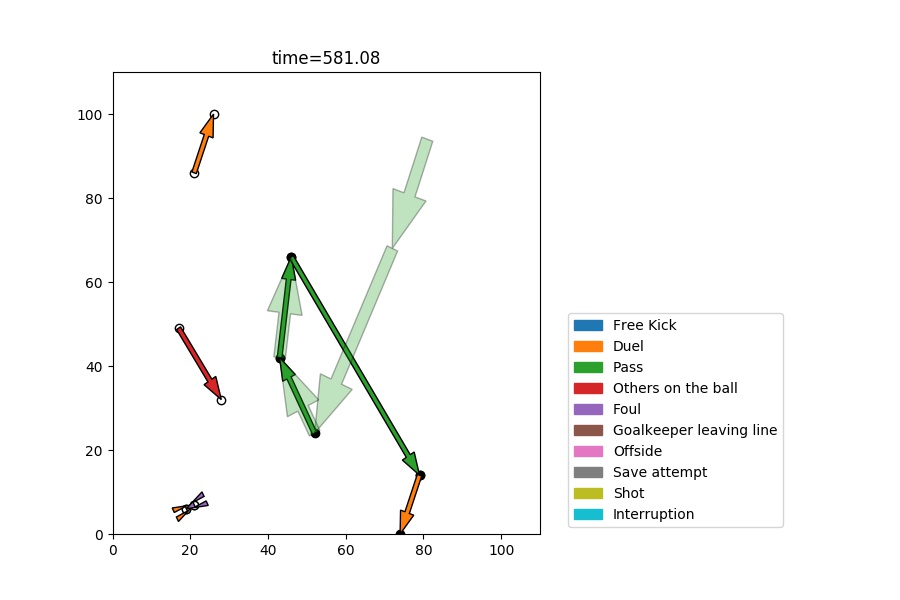 time=581.08
100
80
60
40
20
0
0 20 40 60 80 100
Free Kick
Duel
Pass
Others on the ball
Foul
Goalkeeper leaving line
Offside
Save attempt
Shot
Interruption